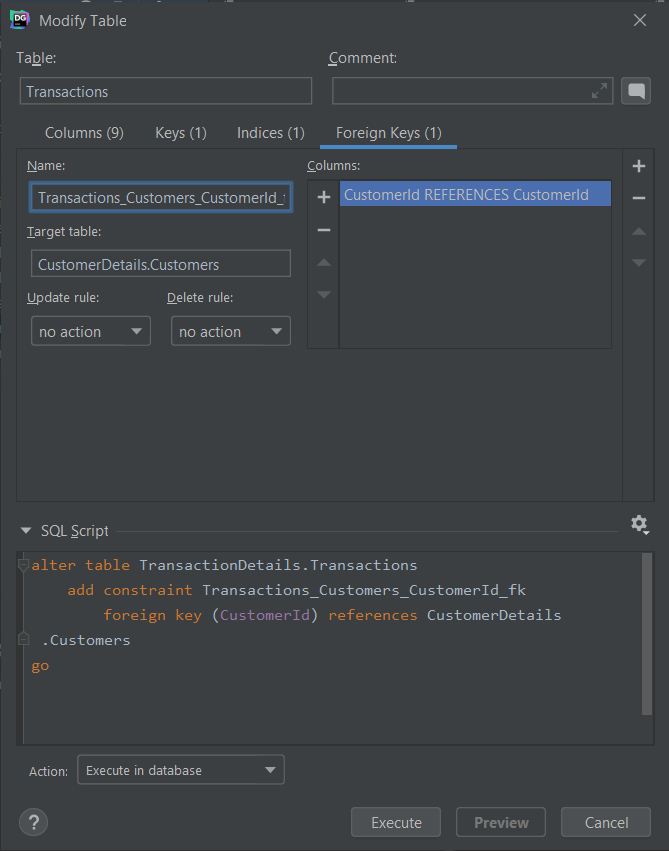 DG
Modify Table
Table:
Comment:
Transactions
Columns (9)
Keys (1)
Indices (1)
Foreign Keys (1)
Name:
Columns:
Transactions_Customers_CustomerId_
CustomerId REFERENCES CustomerId
Target table:
CustomerDetails.Customers
Update rule:
Delete rule:
no action
no action
SQL Script
alter table TransactionDetails.Transactions
add constraint Transactions_Customers_CustomerId_fk
foreign key (CustomerId) references CustomerDetails
.Customers
go
Action:
Execute in database
?
Execute
Preview
Cancel